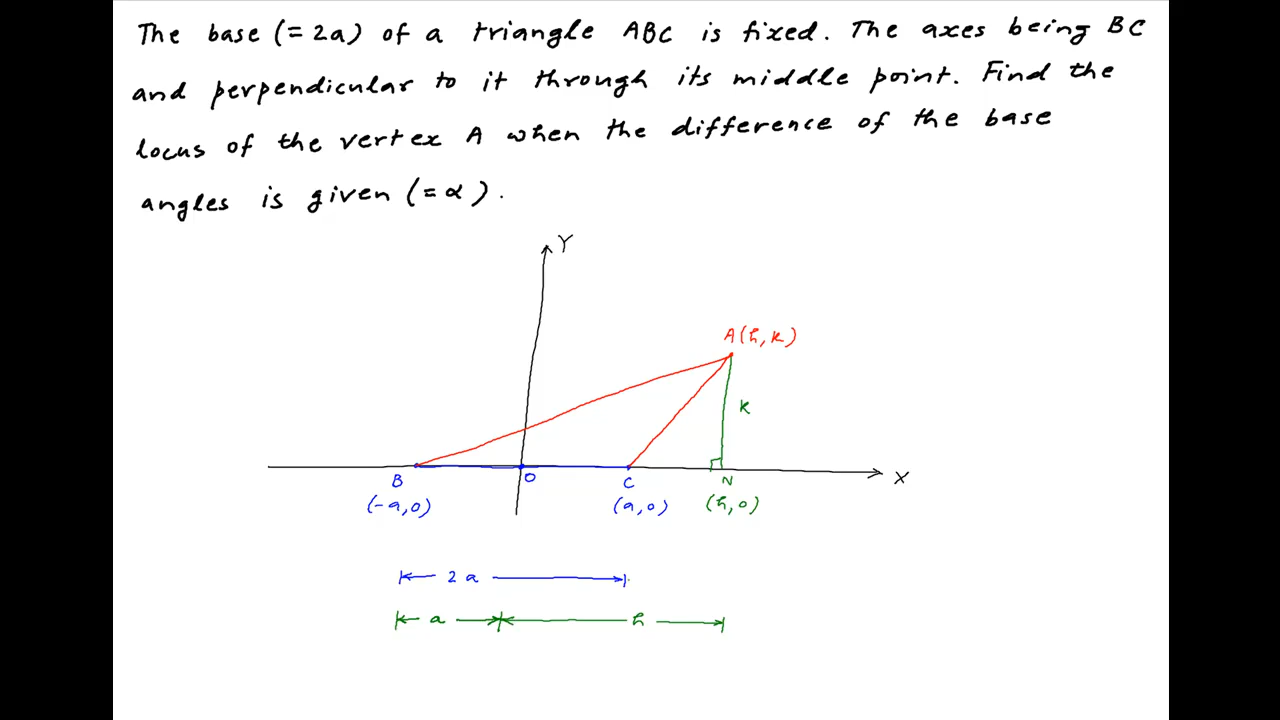 The base (= 2a) of a triangle ABC is fixed. The axes being BC
and perpendicular to it through its middle point. Find the
locus of the vertex A when the difference of the base
angles is given (= α).
Y
A(h, k)
k
B
O
C
N
X
(-a, 0)
(a, 0)
(h, 0)
2a
a
h